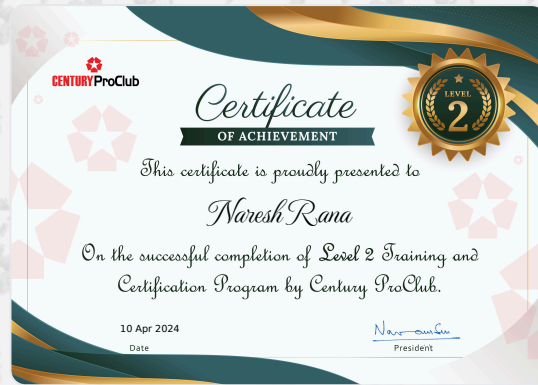 CENTURY ProClub
LEVEL
2
Certificate
OF ACHIEVEMENT
This certificate is proudly presented to
Naresh Rana
On the successful completion of Level 2 Training and
Certification Program by Century ProClub.
10 Apr 2024
Date
President